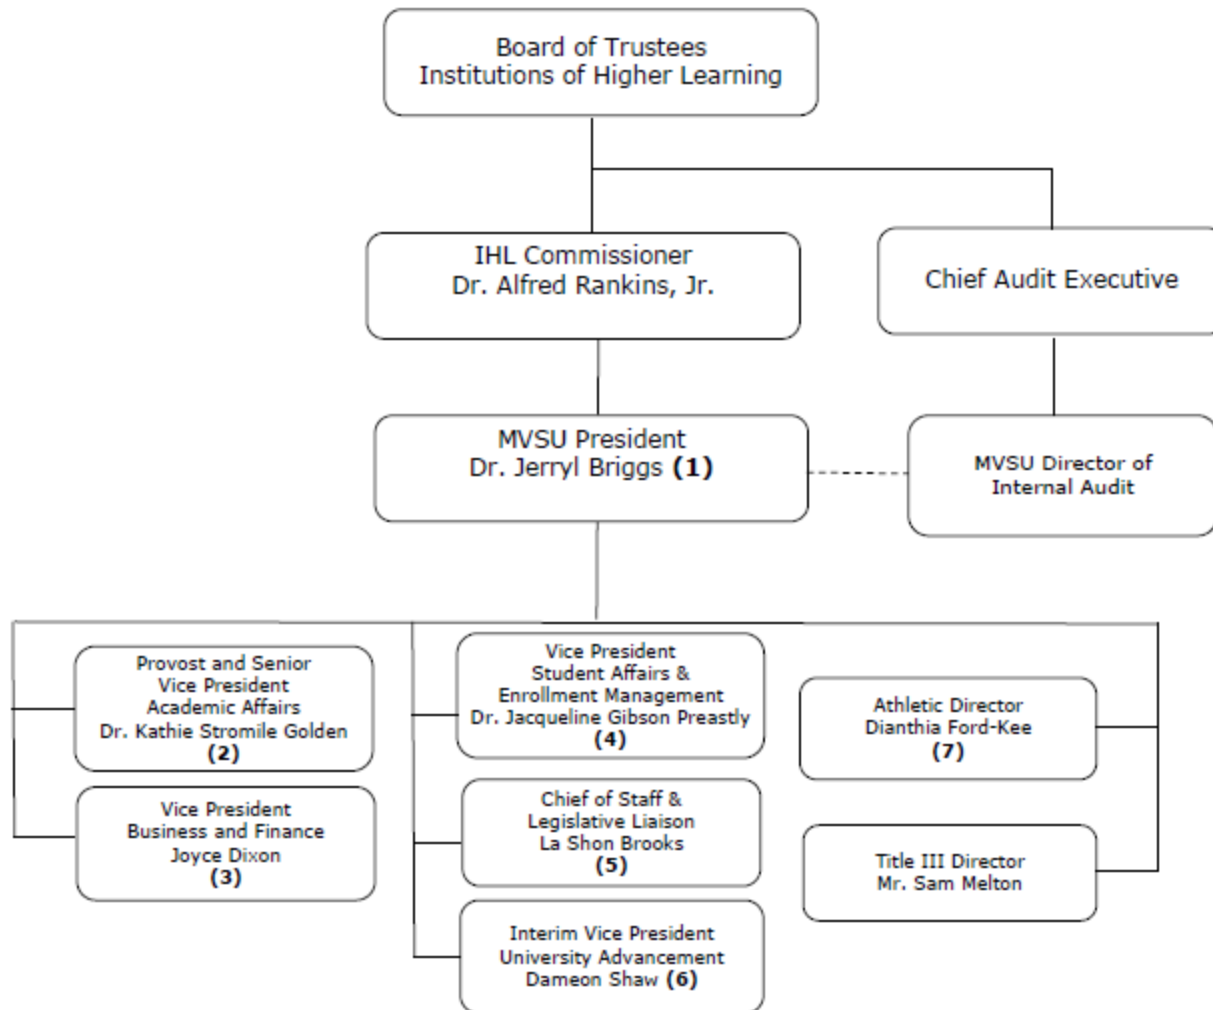 Board of Trustees
Institutions of Higher Learning
IHL Commissioner
Dr. Alfred Rankins, Jr.
Chief Audit Executive
MVSU President
Dr. Jerryl Briggs (1)
MVSU Director of
Internal Audit
Provost and Senior
Vice President
Academic Affairs
Dr. Kathie Stromile Golden
(2)
Vice President
Business and Finance
Joyce Dixon
(3)
Vice President
Student Affairs &
Enrollment Management
Dr. Jacqueline Gibson Preastly
(4)
Chief of Staff &
Legislative Liaison
La Shon Brooks
(5)
Interim Vice President
University Advancement
Dameon Shaw (6)
Athletic Director
Dianthia Ford-Kee
(7)
Title III Director
Mr. Sam Melton